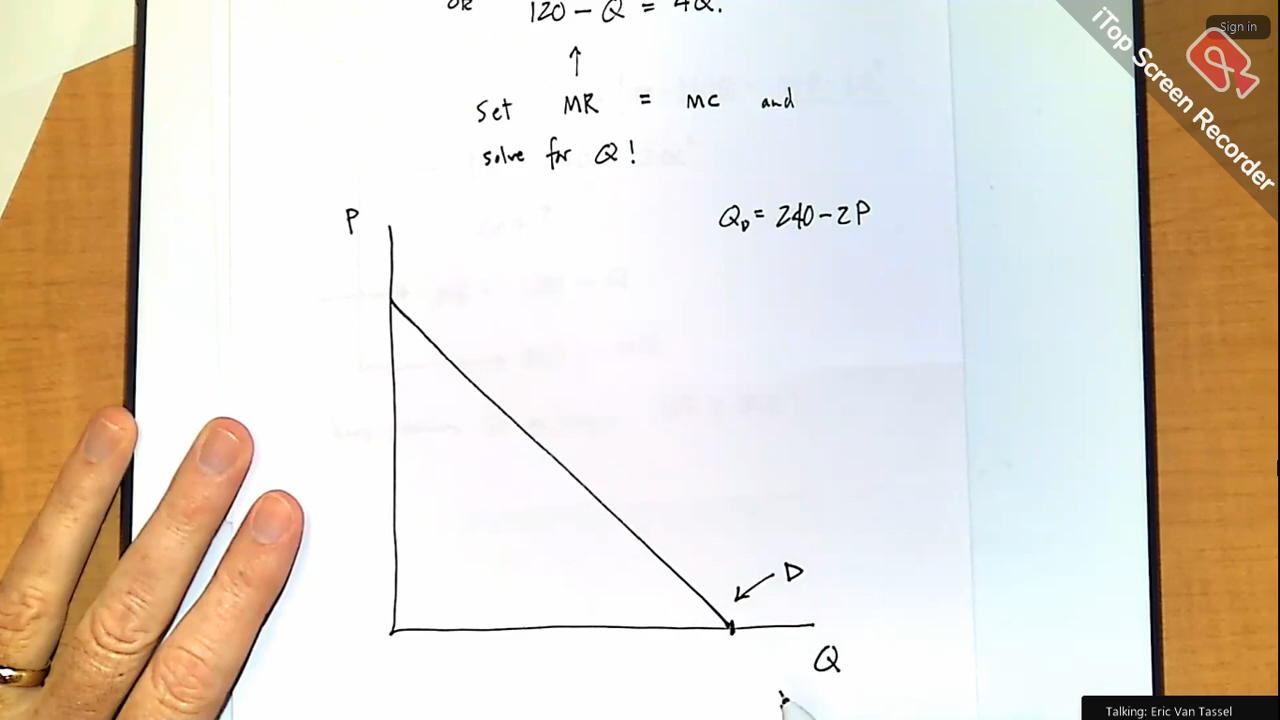 OR 120 - Q = 4Q.
↑
Set MR = MC and
solve for Q!
P
Q_D = 240 - 2P
D
Q
Sign in
iTop Screen Recorder
Talking: Eric Van Tassel